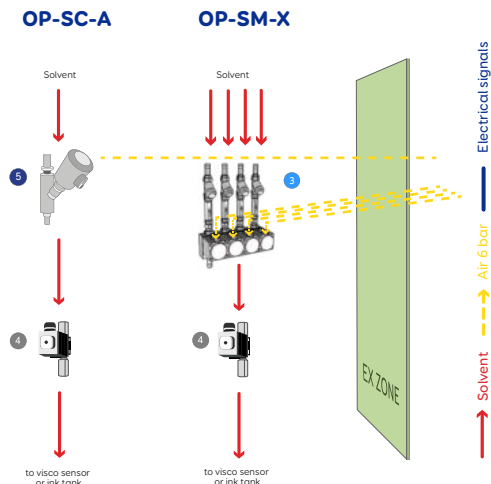 OP-SC-A
OP-SM-X
Solvent
Solvent
5
3
4
4
EX ZONE
to visco sensor
or ink tank
to visco sensor
or ink tank
Electrical signals
Air 6 bar
Solvent